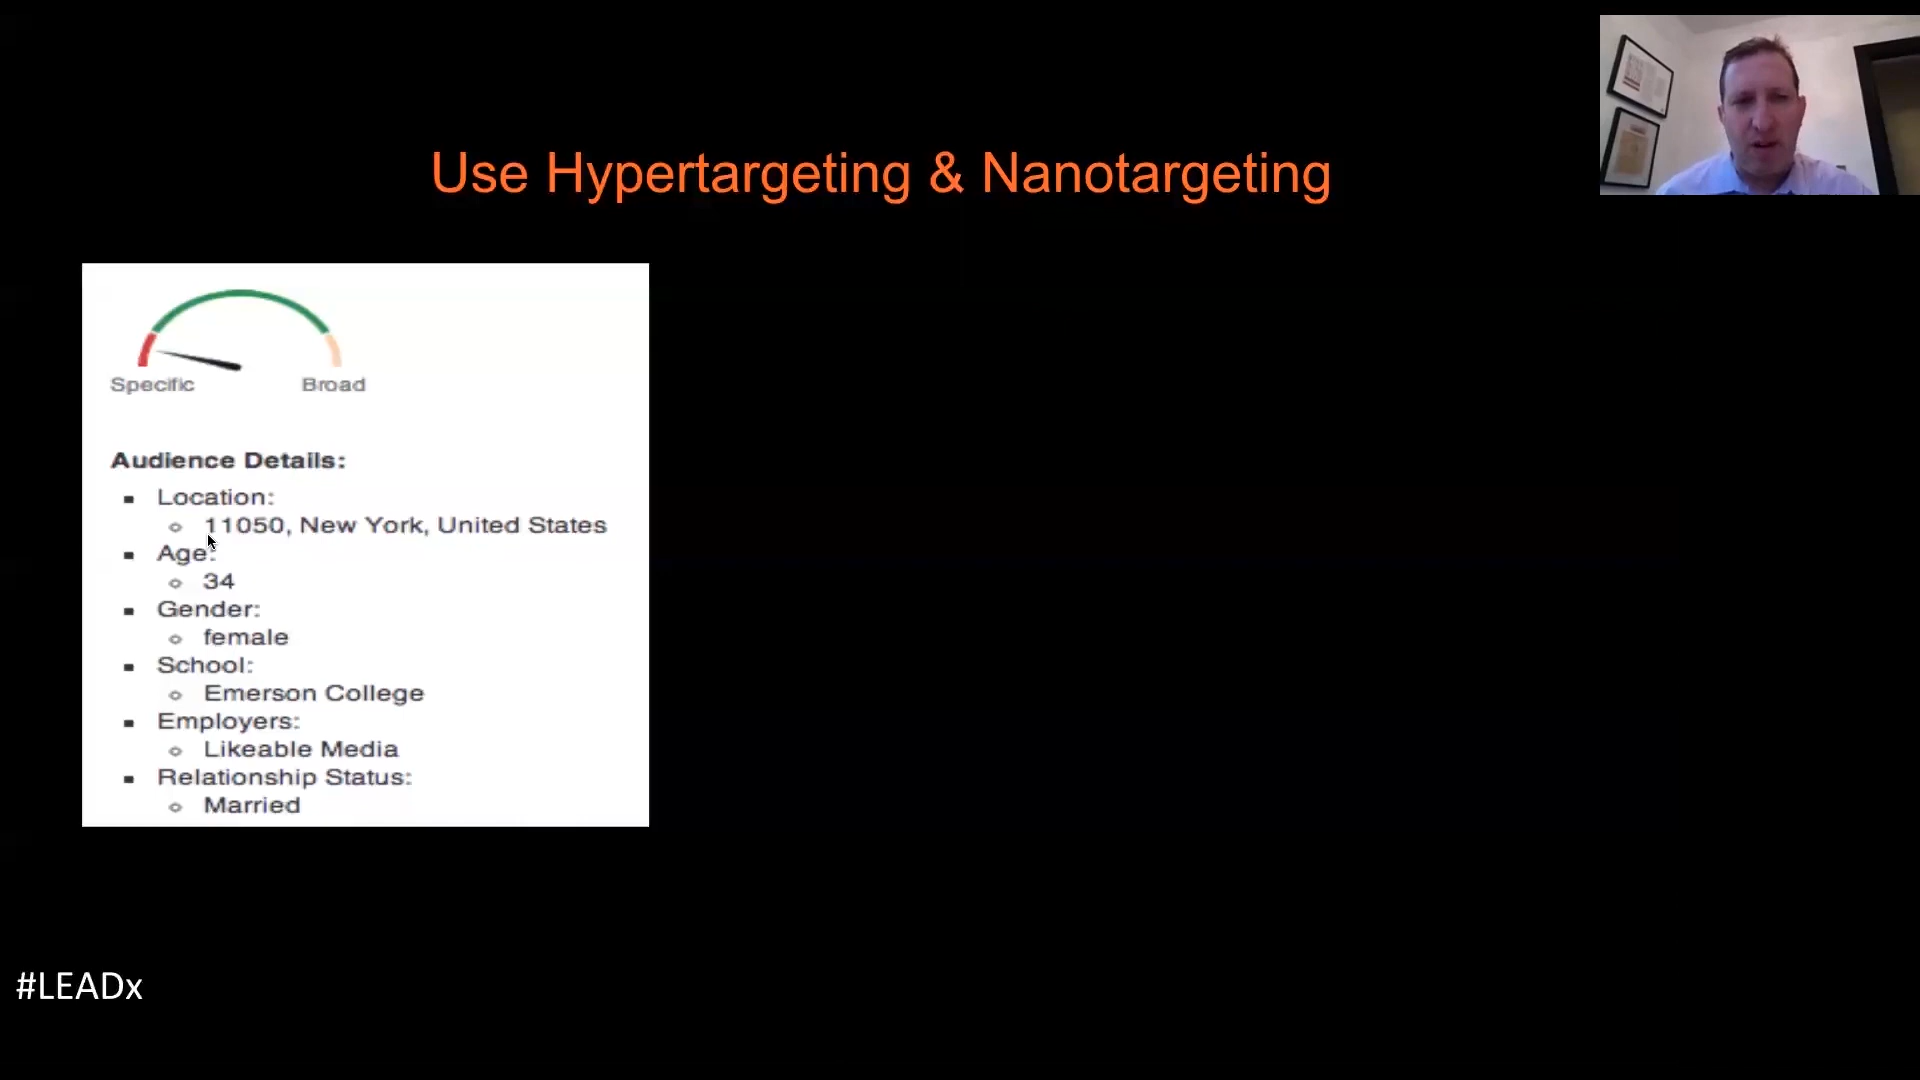 Use Hypertargeting & Nanotargeting
Specific Broad
Audience Details:
Location:
11050, New York, United States
Age:
34
Gender:
female
School:
Emerson College
Employers:
Likeable Media
Relationship Status:
Married
#LEADx